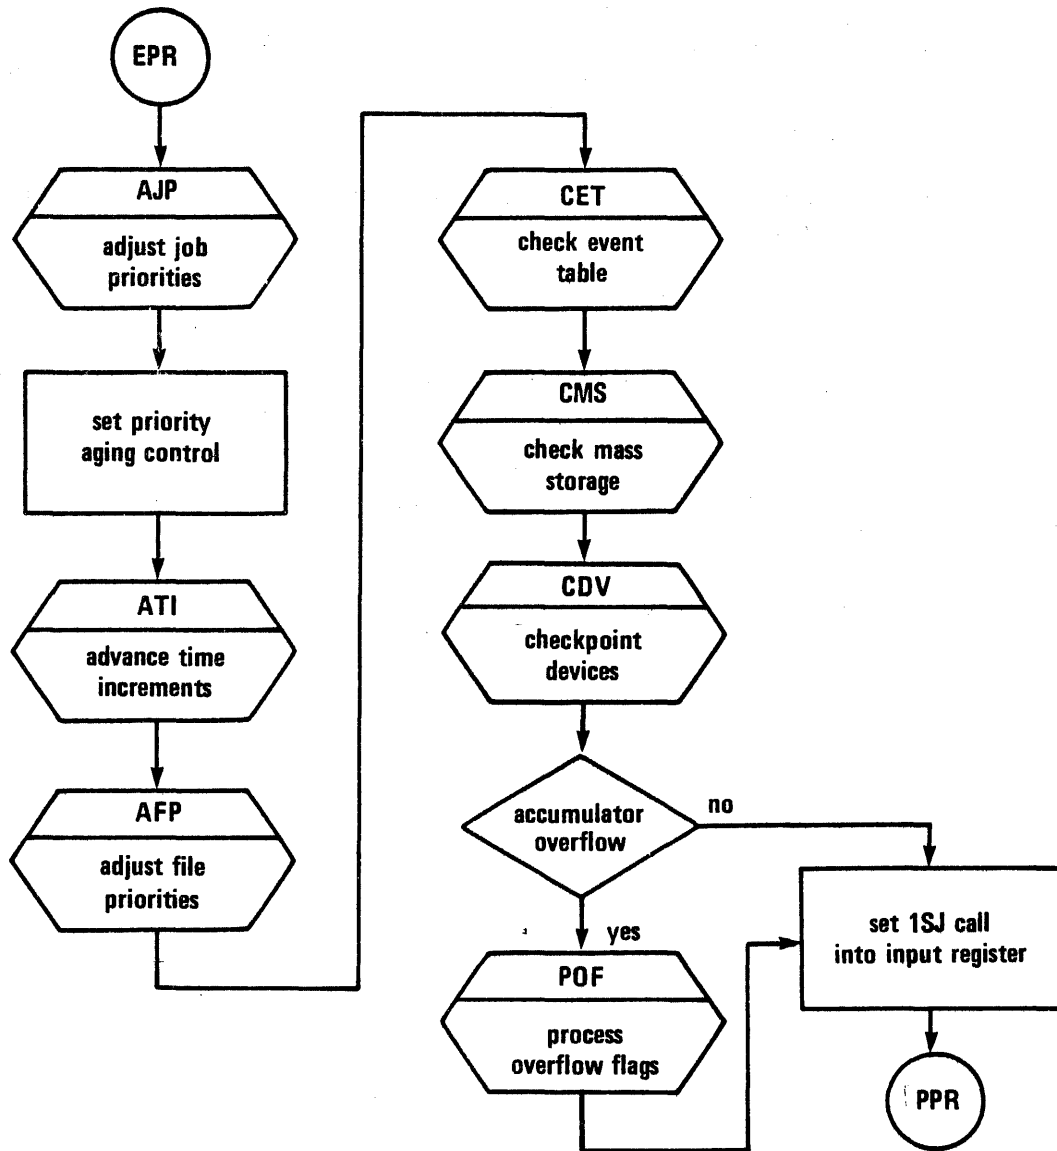 EPR
AJP
adjust job
priorities
set priority
aging control
ATI
advance time
increments
AFP
adjust file
priorities
CET
check event
table
CMS
check mass
storage
CDV
checkpoint
devices
accumulator
overflow
no
yes
POF
process
overflow flags
set 1SJ call
into input register
PPR